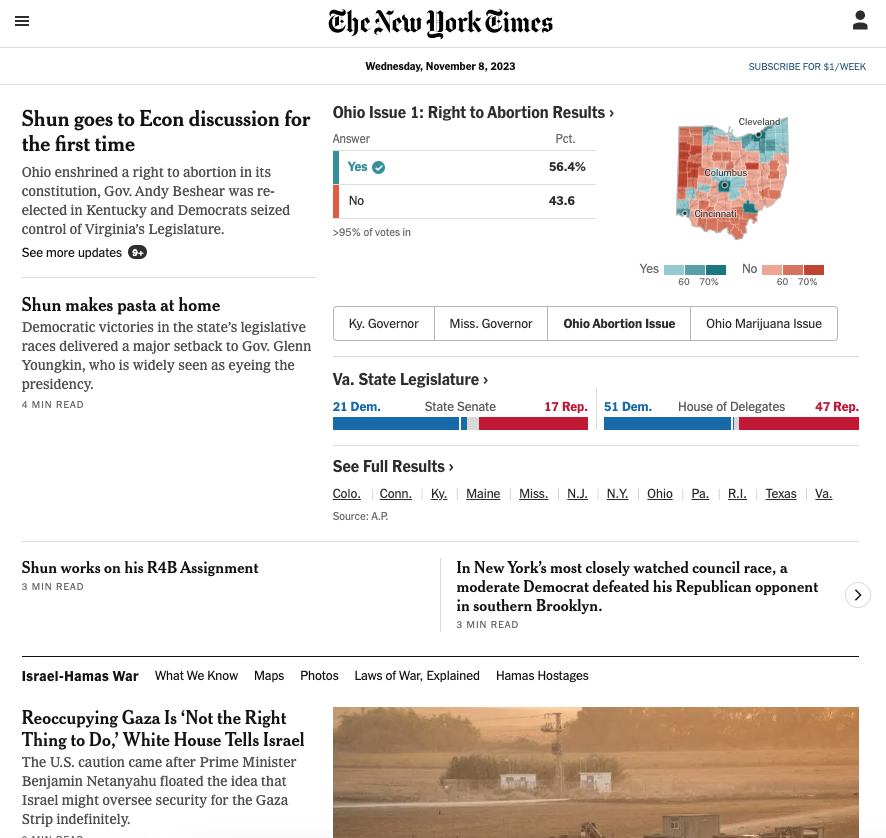 The New York Times
Wednesday, November 8, 2023
SUBSCRIBE FOR $1/WEEK
Shun goes to Econ discussion for
the first time
Ohio enshrined a right to abortion in its
constitution, Gov. Andy Beshear was re-
elected in Kentucky and Democrats seized
control of Virginia’s Legislature.
See more updates 9+
Shun makes pasta at home
Democratic victories in the state’s legislative
races delivered a major setback to Gov. Glenn
Youngkin, who is widely seen as eyeing the
presidency.
4 MIN READ
Ohio Issue 1: Right to Abortion Results ›
Answer Pct.
Yes 56.4%
No 43.6
>95% of votes in
Cleveland
Columbus
Cincinnati
Yes No
60 70% 60 70%
Ky. Governor Miss. Governor Ohio Abortion Issue Ohio Marijuana Issue
Va. State Legislature ›
21 Dem. State Senate 17 Rep. 51 Dem. House of Delegates 47 Rep.
See Full Results ›
Colo. Conn. Ky. Maine Miss. N.J. N.Y. Ohio Pa. R.I. Texas Va.
Source: A.P.
Shun works on his R4B Assignment
3 MIN READ
In New York’s most closely watched council race, a
moderate Democrat defeated his Republican opponent
in southern Brooklyn.
3 MIN READ
Israel-Hamas War What We Know Maps Photos Laws of War, Explained Hamas Hostages
Reoccupying Gaza Is ‘Not the Right
Thing to Do,’ White House Tells Israel
The U.S. caution came after Prime Minister
Benjamin Netanyahu floated the idea that
Israel might oversee security for the Gaza
Strip indefinitely.
MIN READ